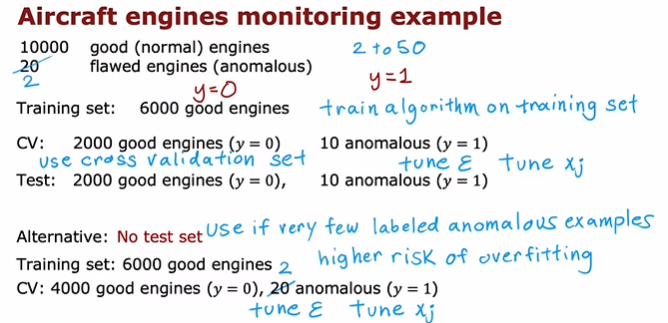 Aircraft engines monitoring example
10000 good (normal) engines 2 to 50
20 flawed engines (anomalous)
2 y=0 y=1
Training set: 6000 good engines train algorithm on training set
CV: 2000 good engines (y = 0) 10 anomalous (y = 1)
use cross validation set tune ε tune xj
Test: 2000 good engines (y = 0), 10 anomalous (y = 1)
Alternative: No test set use if very few labeled anomalous examples
Training set: 6000 good engines 2 higher risk of overfitting
CV: 4000 good engines (y = 0), 20 anomalous (y = 1)
tune ε tune xj